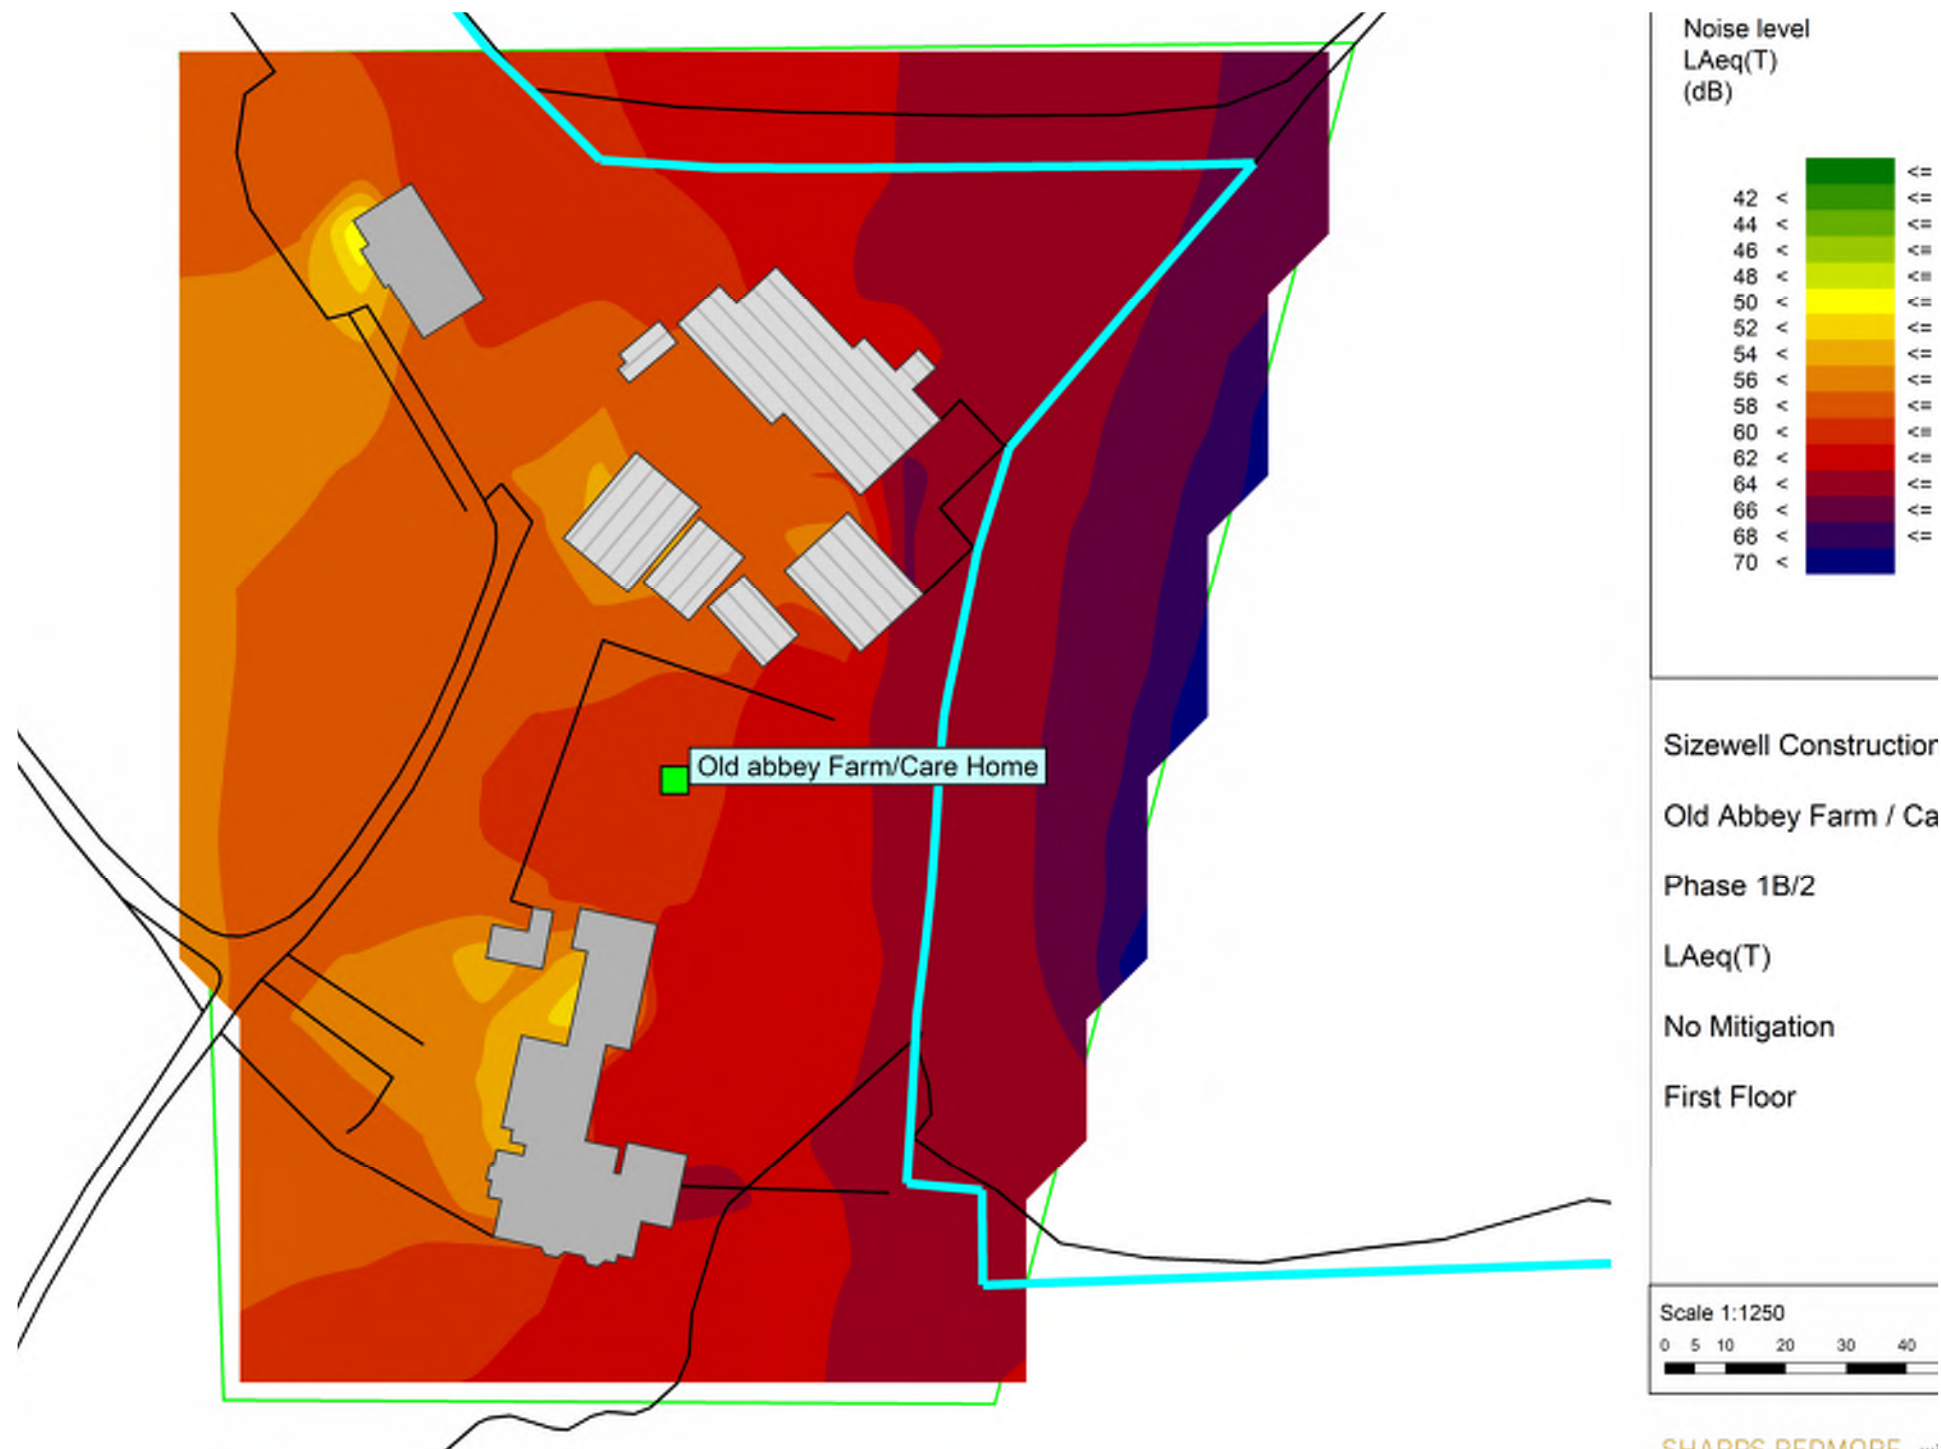 Noise level
LAeq(T)
(dB)
<=
42 < <=
44 < <=
46 < <=
48 < <=
50 < <=
52 < <=
54 < <=
56 < <=
58 < <=
60 < <=
62 < <=
64 < <=
66 < <=
68 < <=
70 <
Old abbey Farm/Care Home
Sizewell Construction
Old Abbey Farm / Ca
Phase 1B/2
LAeq(T)
No Mitigation
First Floor
Scale 1:1250
0 5 10 20 30 40
SHARPS REDMORE